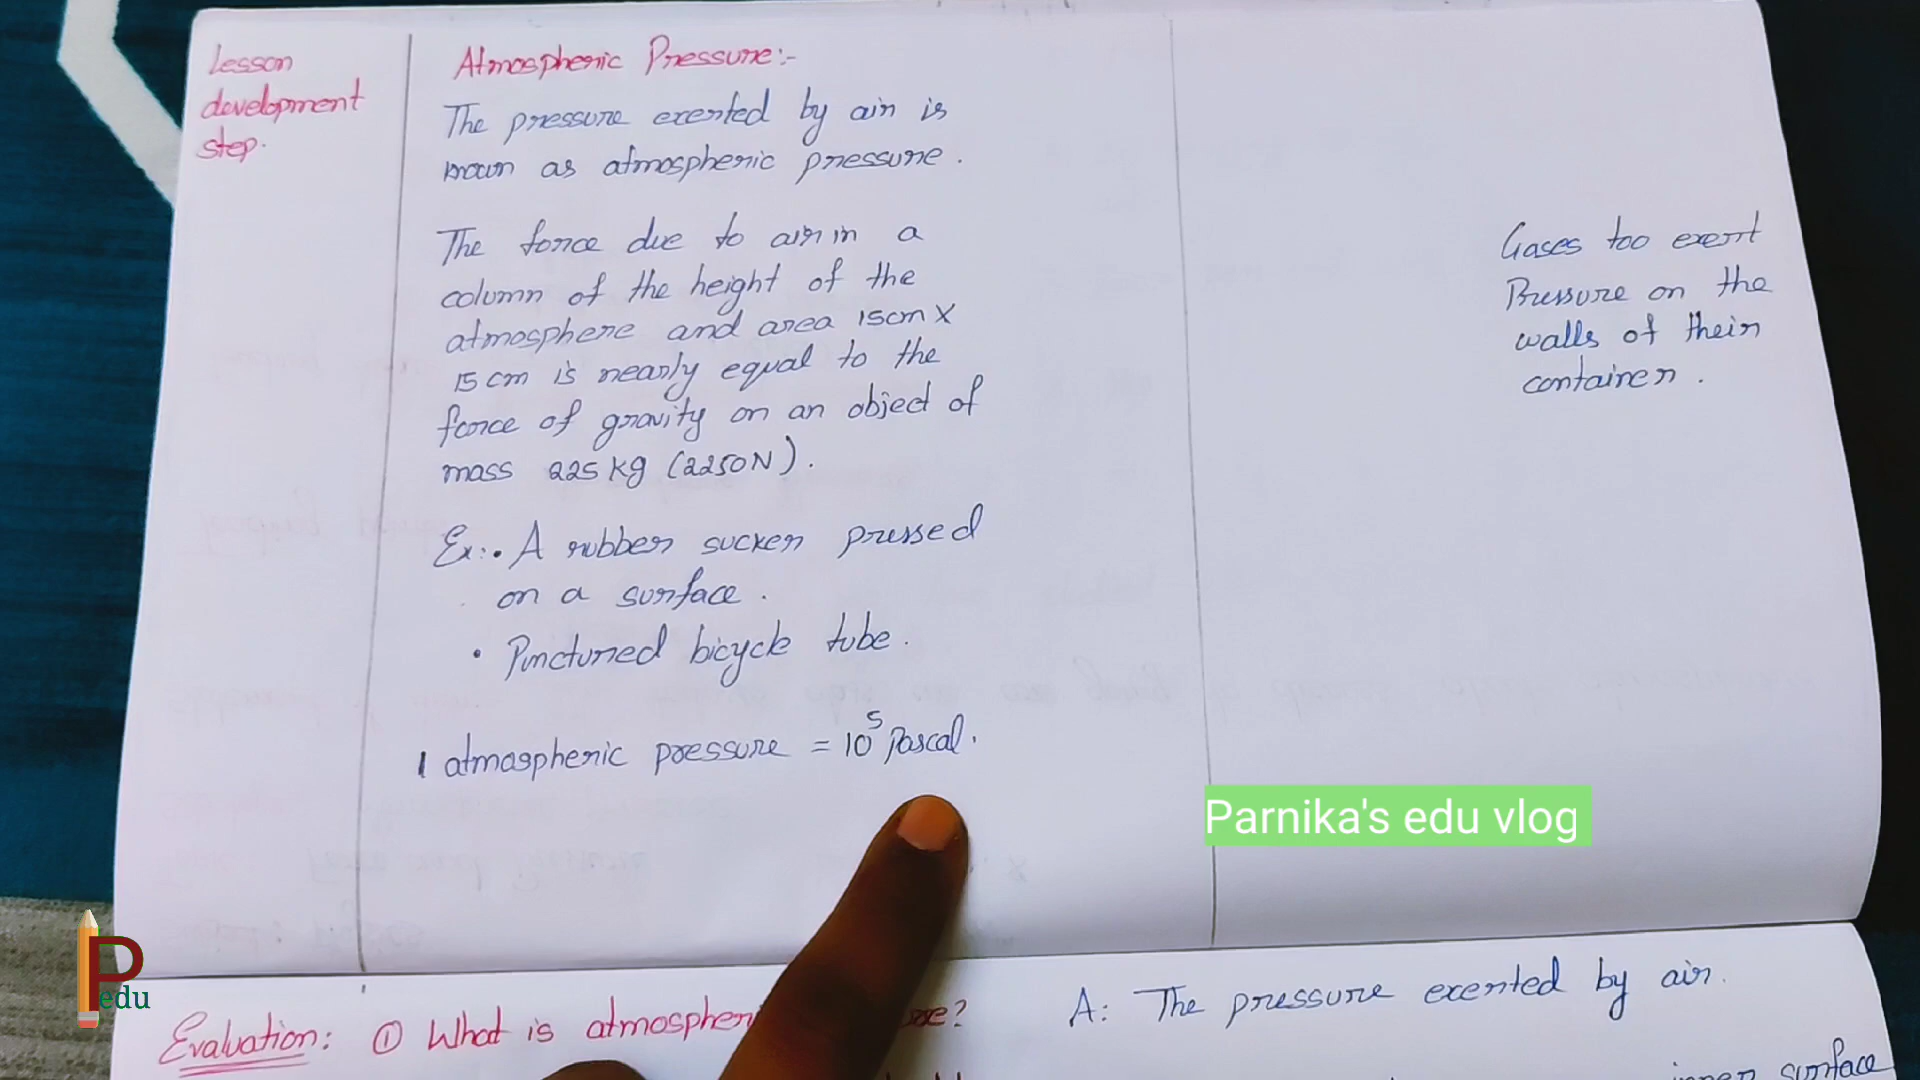 Lesson
development
step.
Atmospheric Pressure:-
The pressure exerted by air is
known as atmospheric pressure.
The force due to air in a
column of the height of the
atmosphere and area 15cm X
15 cm is nearly equal to the
force of gravity on an object of
mass 225 kg (2250N).
Ex:. • A rubber sucker pressed
on a surface.
• Punctured bicycle tube.
1 atmospheric pressure = 10⁵ Pascal.
Gases too exert
Pressure on the
walls of their
container.
Parnika's edu vlog
P
edu
Evaluation: ① What is
A: The pressure exerted by air.
inner surface